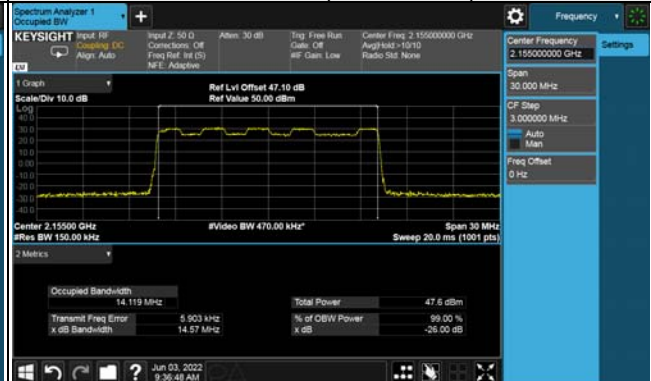 Spectrum Analyzer 1
Occupied BW
Frequency
KEYSIGHT
Input: RF
Coupling: DC
Align: Auto
Input Z: 50 Ω
Corrections: Off
Freq Ref: Int (S)
NFE: Adaptive
Atten: 30 dB
Trig: Free Run
Gate: Off
#IF Gain: Low
Center Freq: 2.155000000 GHz
Avg|Hold:>10/10
Radio Std: None
LXI
Center Frequency
2.155000000 GHz
Settings
Span
30.000 MHz
CF Step
3.000000 MHz
Auto
Man
Freq Offset
0 Hz
1 Graph
Scale/Div 10.0 dB
Ref Lvl Offset 47.10 dB
Ref Value 50.00 dBm
Log
40.0
30.0
20.0
10.0
0.00
-10.0
-20.0
-30.0
-40.0
Center 2.15500 GHz
#Res BW 150.00 kHz
#Video BW 470.00 kHz*
Span 30 MHz
Sweep 20.0 ms (1001 pts)
2 Metrics
Occupied Bandwidth
14.119 MHz
Total Power 47.6 dBm
Transmit Freq Error 5.903 kHz
% of OBW Power 99.00 %
x dB Bandwidth 14.57 MHz
x dB -26.00 dB
Jun 03, 2022
9:36:48 AM